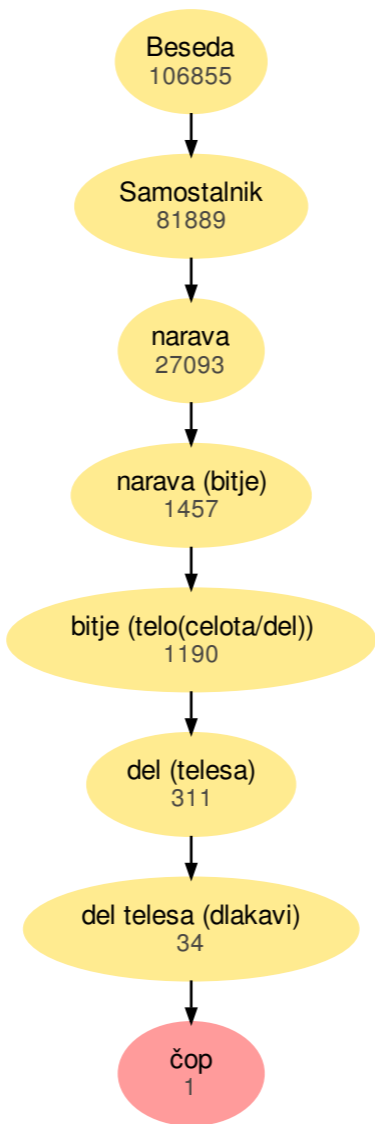 Beseda
106855
Samostalnik
81889
narava
27093
narava (bitje)
1457
bitje (telo(celota/del))
1190
del (telesa)
311
del telesa (dlakavi)
34
čop
1